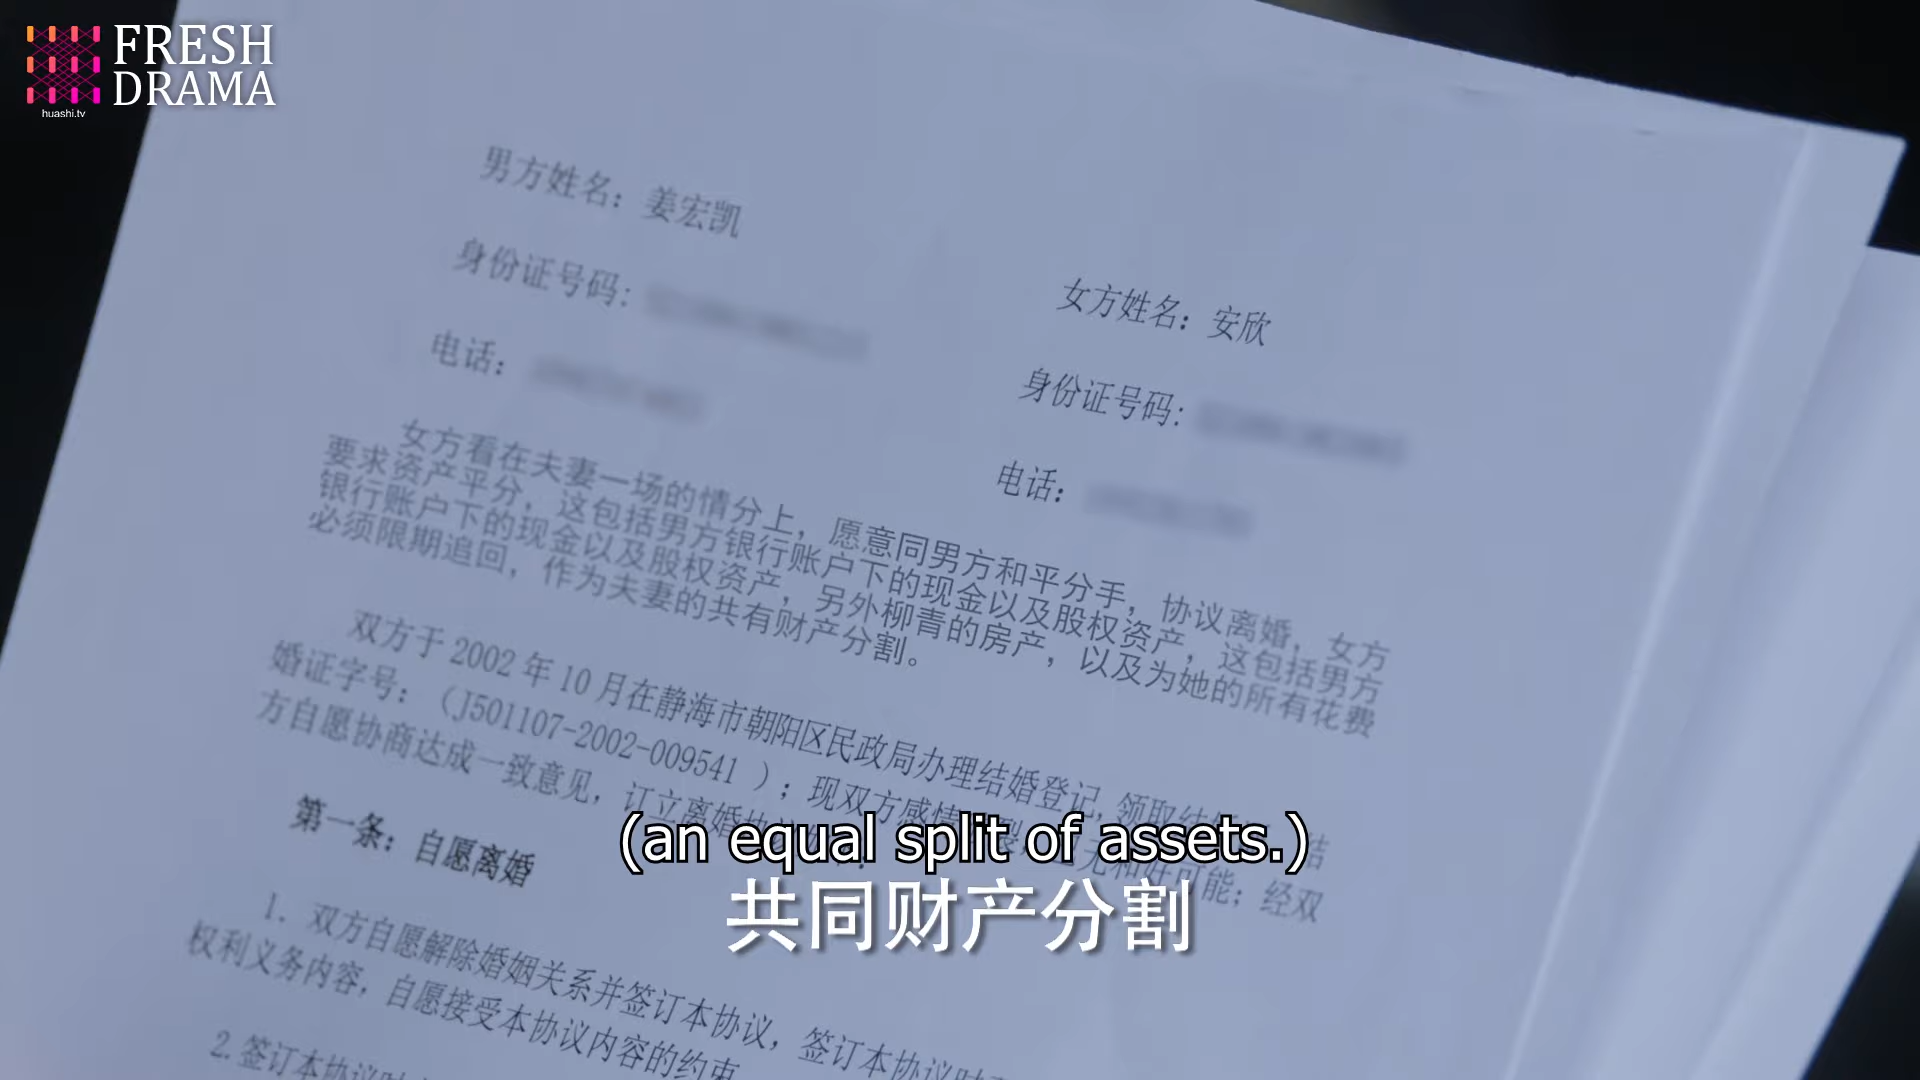 FRESH
DRAMA
huashi.tv
男方姓名：姜宏凯
身份证号码：
电话：
女方姓名：安欣
身份证号码：
电话：
女方看在夫妻一场的情分上，愿意同男方和平分手，协议离婚，女方
要求资产平分，这包括男方银行账户下的现金以及股权资产，这包括男方
银行账户下的现金以及股权资产，另外柳青的房产，以及为她的所有花费
必须限期追回，作为夫妻的共有财产分割。
双方于2002年10月在静海市朝阳区民政局办理结婚登记,领取结 结
婚证字号：（J501107-2002-009541 ）；现双方感情 可能；经双
方自愿协商达成一致意见，订立离婚
第一条：自愿离婚
1. 双方自愿解除婚姻关系并签订本协议，签订本协议
权利义务内容，自愿接受本协议内容的约束
2.签订本协议
(an equal split of assets.)
共同财产分割